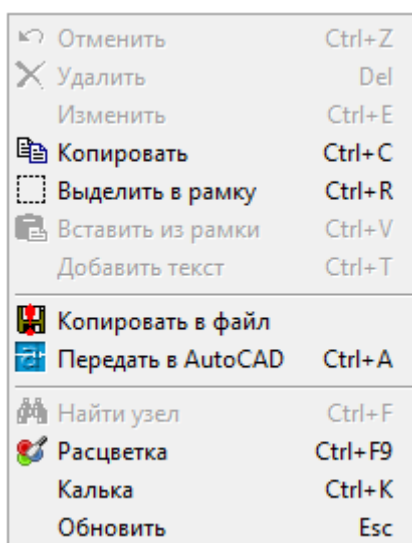 Отменить Ctrl+Z
Удалить Del
Изменить Ctrl+E
Копировать Ctrl+C
Выделить в рамку Ctrl+R
Вставить из рамки Ctrl+V
Добавить текст Ctrl+T
Копировать в файл
Передать в AutoCAD Ctrl+A
Найти узел Ctrl+F
Расцветка Ctrl+F9
Калька Ctrl+K
Обновить Esc